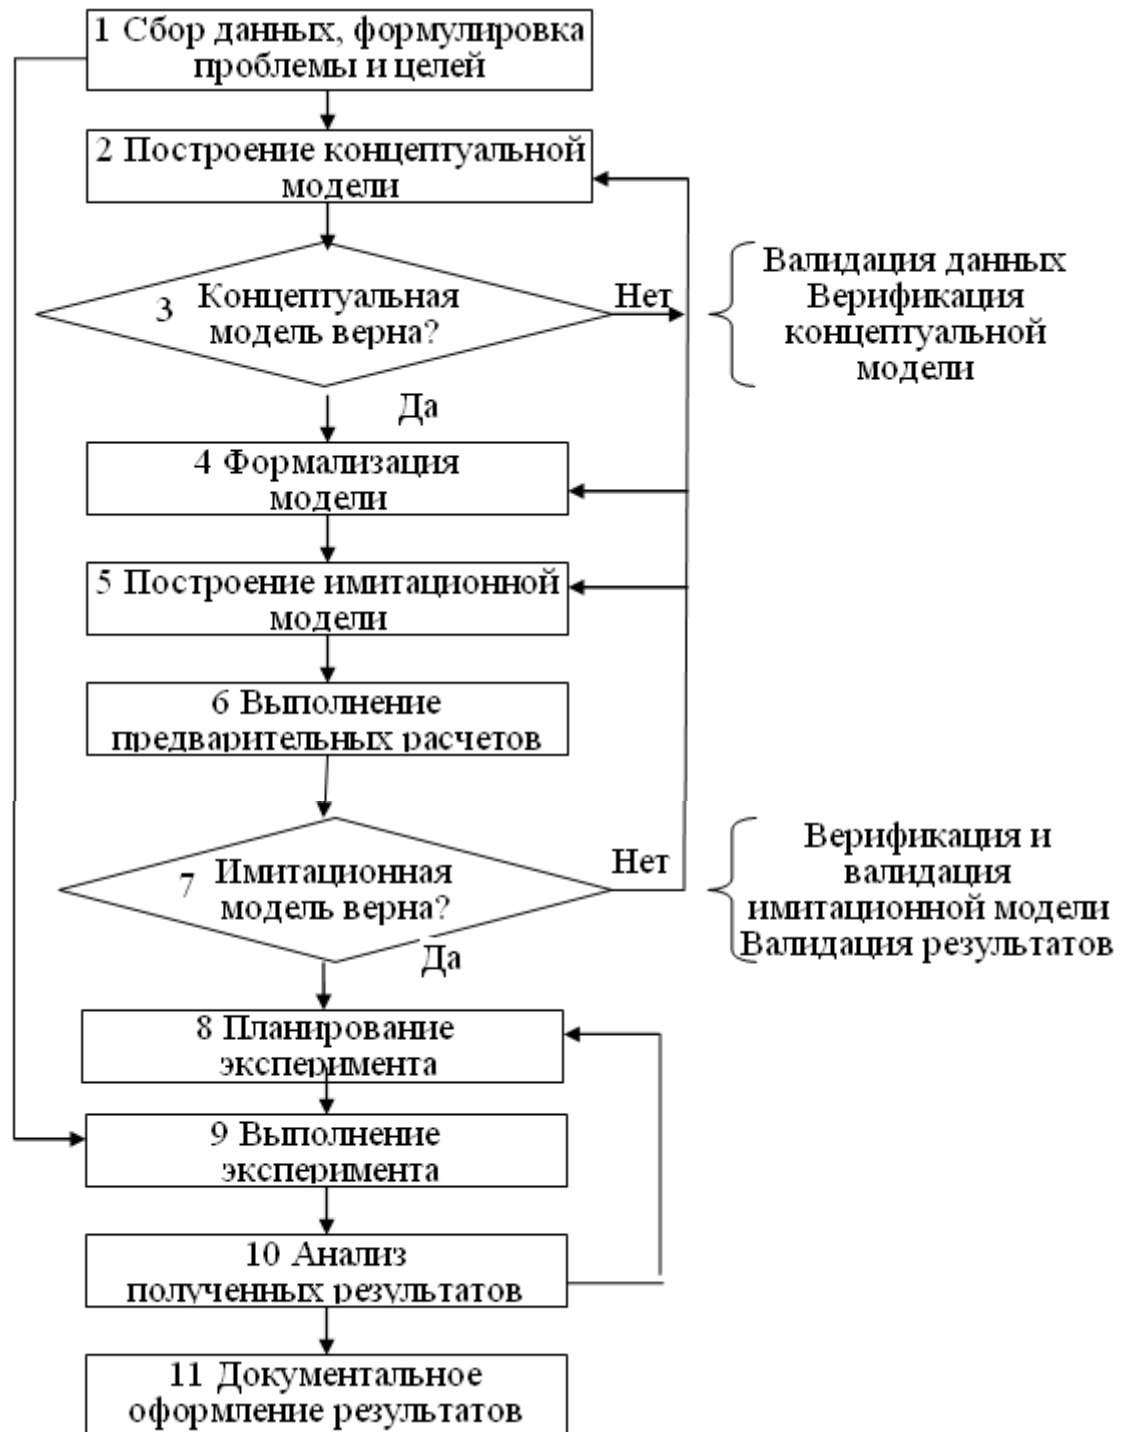 1 Сбор данных, формулировка
проблемы и целей
2 Построение концептуальной
модели
3 Концептуальная
модель верна?
Нет
Валидация данных
Верификация
концептуальной
модели
Да
4 Формализация
модели
5 Построение имитационной
модели
6 Выполнение
предварительных расчетов
7 Имитационная
модель верна?
Нет
Верификация и
валидация
имитационной модели
Валидация результатов
Да
8 Планирование
эксперимента
9 Выполнение
эксперимента
10 Анализ
полученных результатов
11 Документальное
оформление результатов